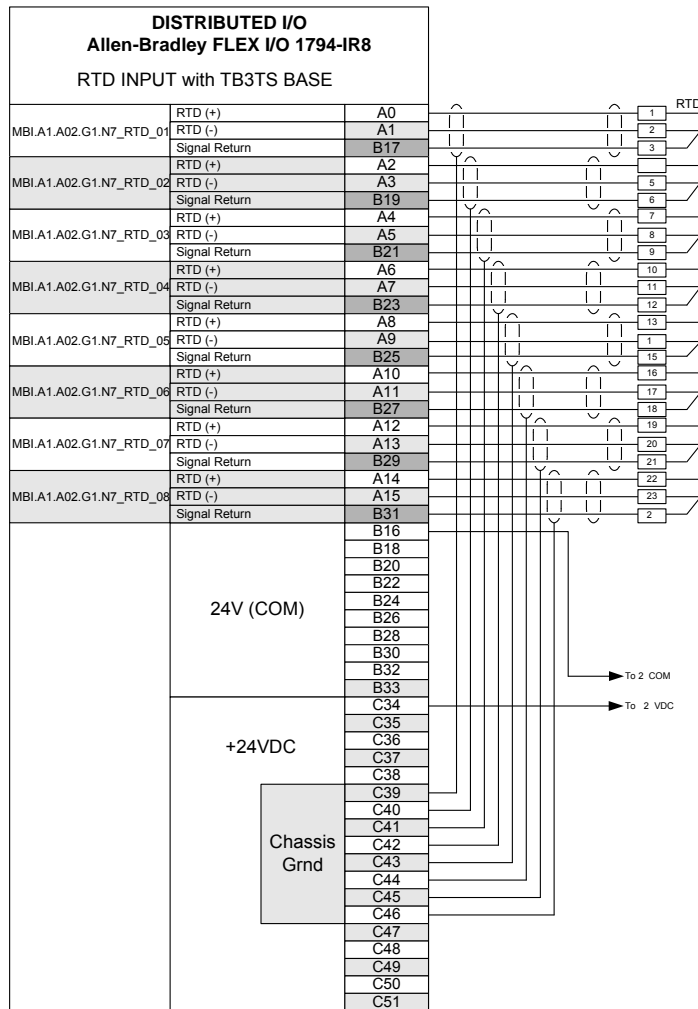 DISTRIBUTED I/O
Allen-Bradley FLEX I/O 1794-IR8
RTD INPUT with TB3TS BASE
RTD
MBI.A1.A02.G1.N7_RTD_01
RTD (+) A0 1
RTD (-) A1 2
Signal Return B17 3
MBI.A1.A02.G1.N7_RTD_02
RTD (+) A2
RTD (-) A3 5
Signal Return B19 6
MBI.A1.A02.G1.N7_RTD_03
RTD (+) A4 7
RTD (-) A5 8
Signal Return B21 9
MBI.A1.A02.G1.N7_RTD_04
RTD (+) A6 10
RTD (-) A7 11
Signal Return B23 12
MBI.A1.A02.G1.N7_RTD_05
RTD (+) A8 13
RTD (-) A9 1
Signal Return B25 15
MBI.A1.A02.G1.N7_RTD_06
RTD (+) A10 16
RTD (-) A11 17
Signal Return B27 18
MBI.A1.A02.G1.N7_RTD_07
RTD (+) A12 19
RTD (-) A13 20
Signal Return B29 21
MBI.A1.A02.G1.N7_RTD_08
RTD (+) A14 22
RTD (-) A15 23
Signal Return B31 2
24V (COM)
B16
B18
B20
B22
B24
B26
B28
B30
B32
B33
To 2 COM
To 2 VDC
+24VDC
C34
C35
C36
C37
C38
Chassis
Grnd
C39
C40
C41
C42
C43
C44
C45
C46
C47
C48
C49
C50
C51